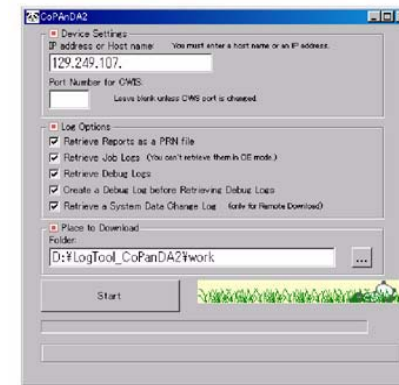 CoPAnDA2
Device Settings
IP address or Host name: You must enter a host name or an IP address.
129.249.107.
Port Number for CWIS:
Leave blank unless CWIS port is changed.
Log Options
Retrieve Reports as a PRN file
Retrieve Job Logs (You can't retrieve them in CE mode.)
Retrieve Debug Logs
Create a Debug Log before Retrieving Debug Logs
Retrieve a System Data Change Log (only for Remote Download)
Place to Download
Folder:
D:¥LogTool_CoPanDA2¥work
...
Start